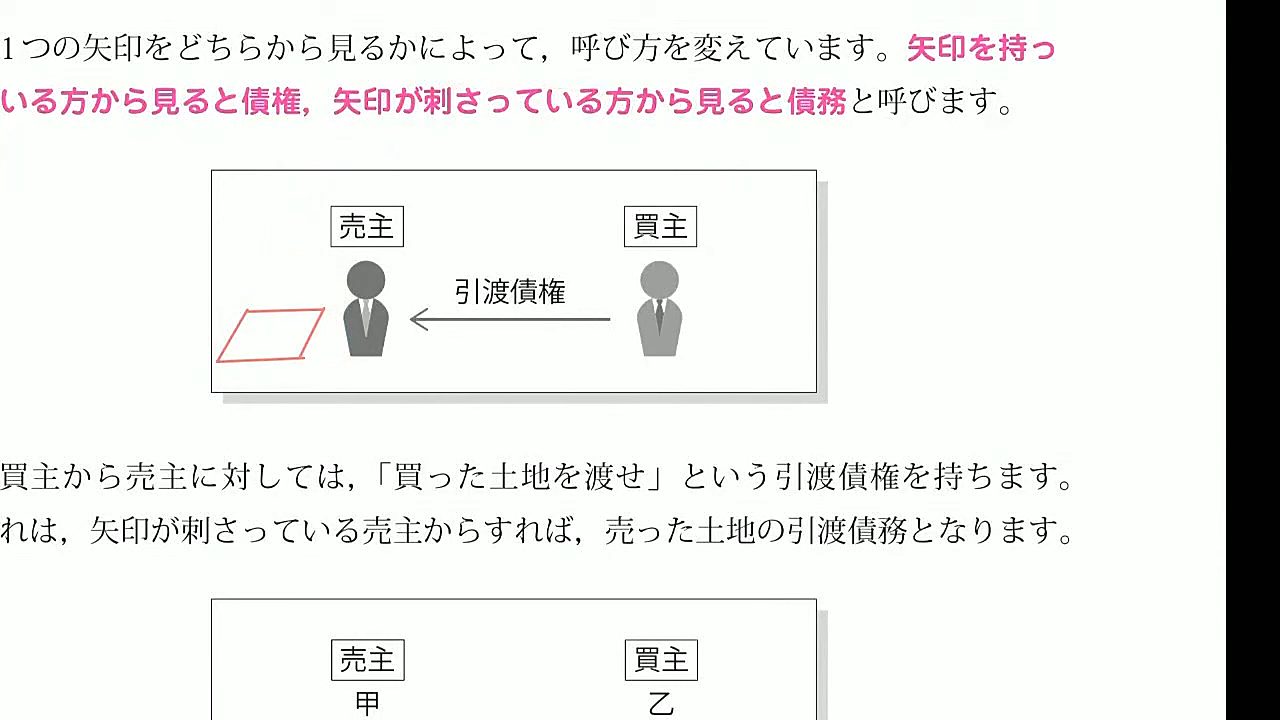 1つの矢印をどちらから見るかによって，呼び方を変えています。矢印を持っ
いる方から見ると債権，矢印が刺さっている方から見ると債務と呼びます。
売主
買主
引渡債権
買主から売主に対しては，「買った土地を渡せ」という引渡債権を持ちます。
れは，矢印が刺さっている売主からすれば，売った土地の引渡債務となります。
売主
買主
甲
乙